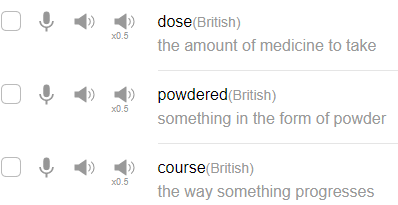 dose(British)
x0.5
the amount of medicine to take
powdered(British)
x0.5
something in the form of powder
course(British)
x0.5
the way something progresses